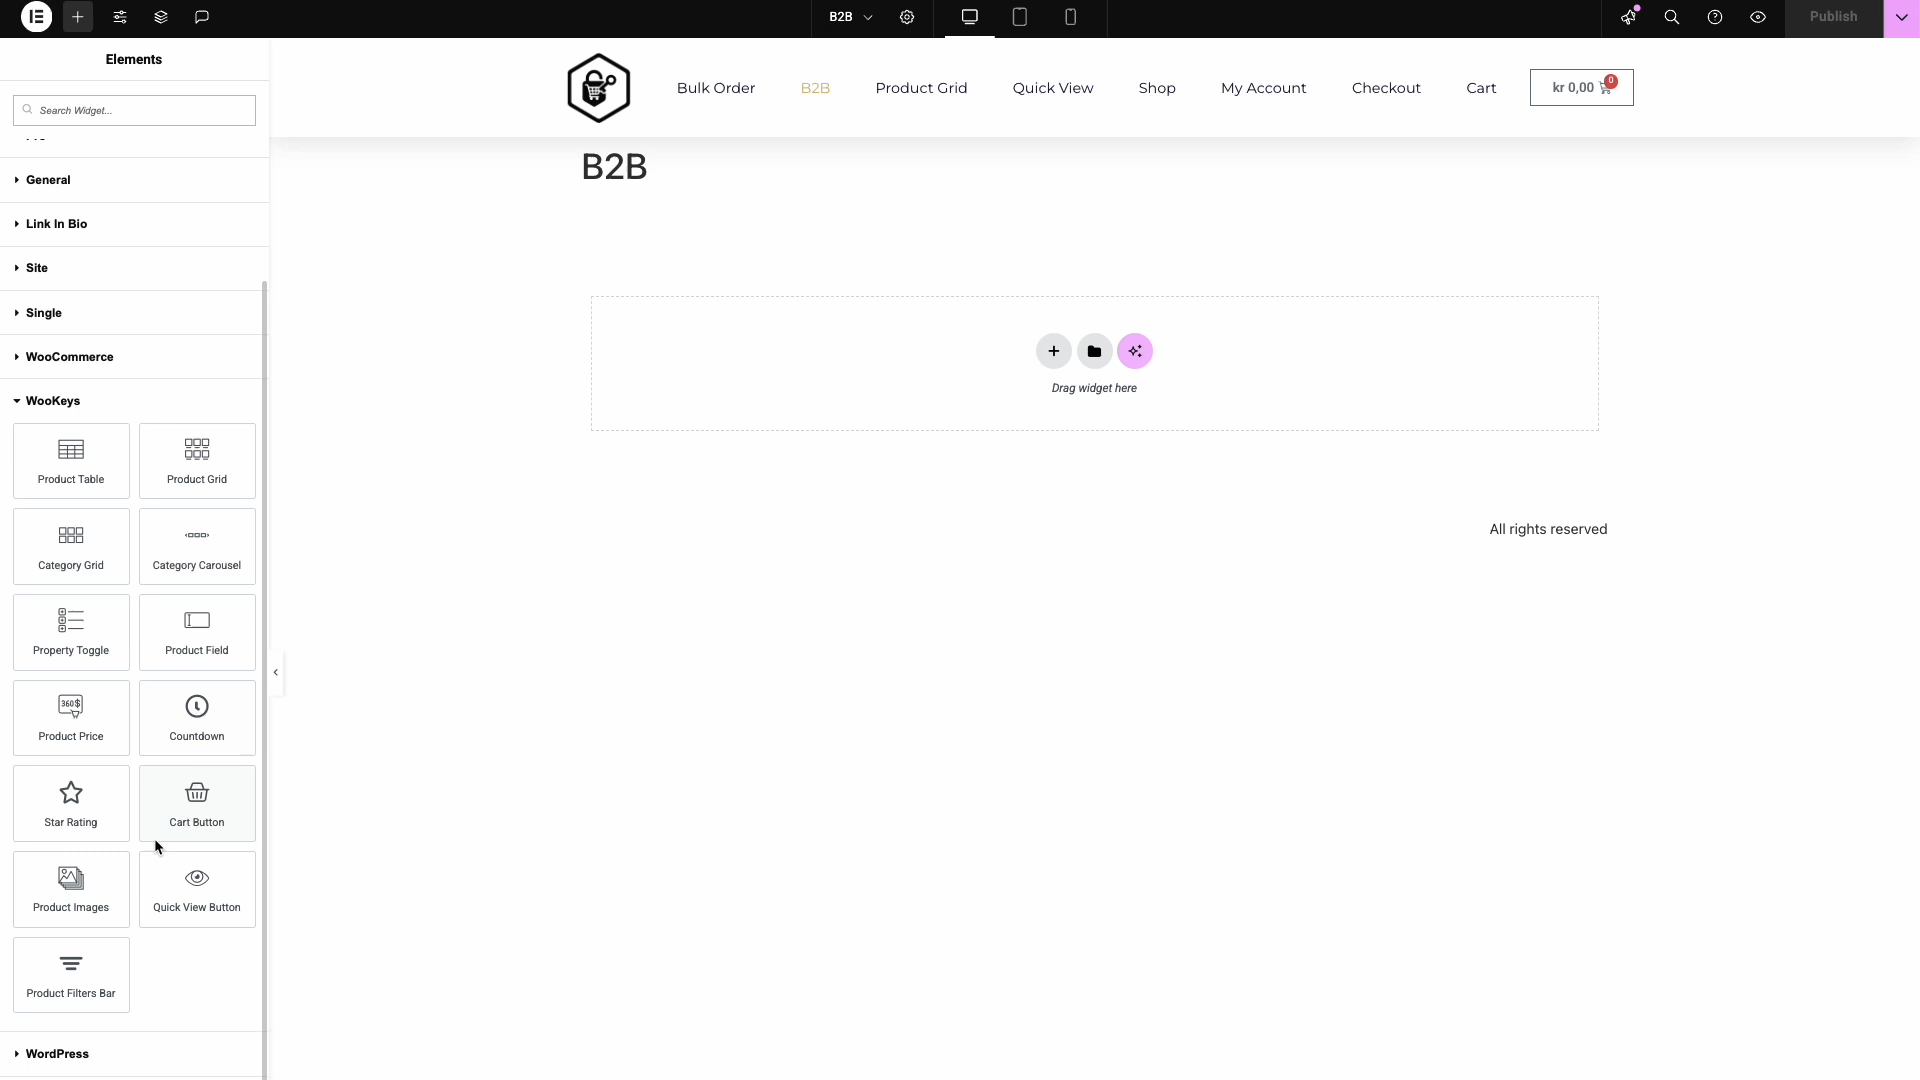 B2B
Publish
Elements
Search Widget...
General
Link In Bio
Site
Single
WooCommerce
WooKeys
Product Table
Product Grid
Category Grid
Category Carousel
Property Toggle
Product Field
360$
Product Price
Countdown
Star Rating
Cart Button
Product Images
Quick View Button
Product Filters Bar
WordPress
Bulk Order
B2B
Product Grid
Quick View
Shop
My Account
Checkout
Cart
kr 0,00
0
B2B
Drag widget here
All rights reserved